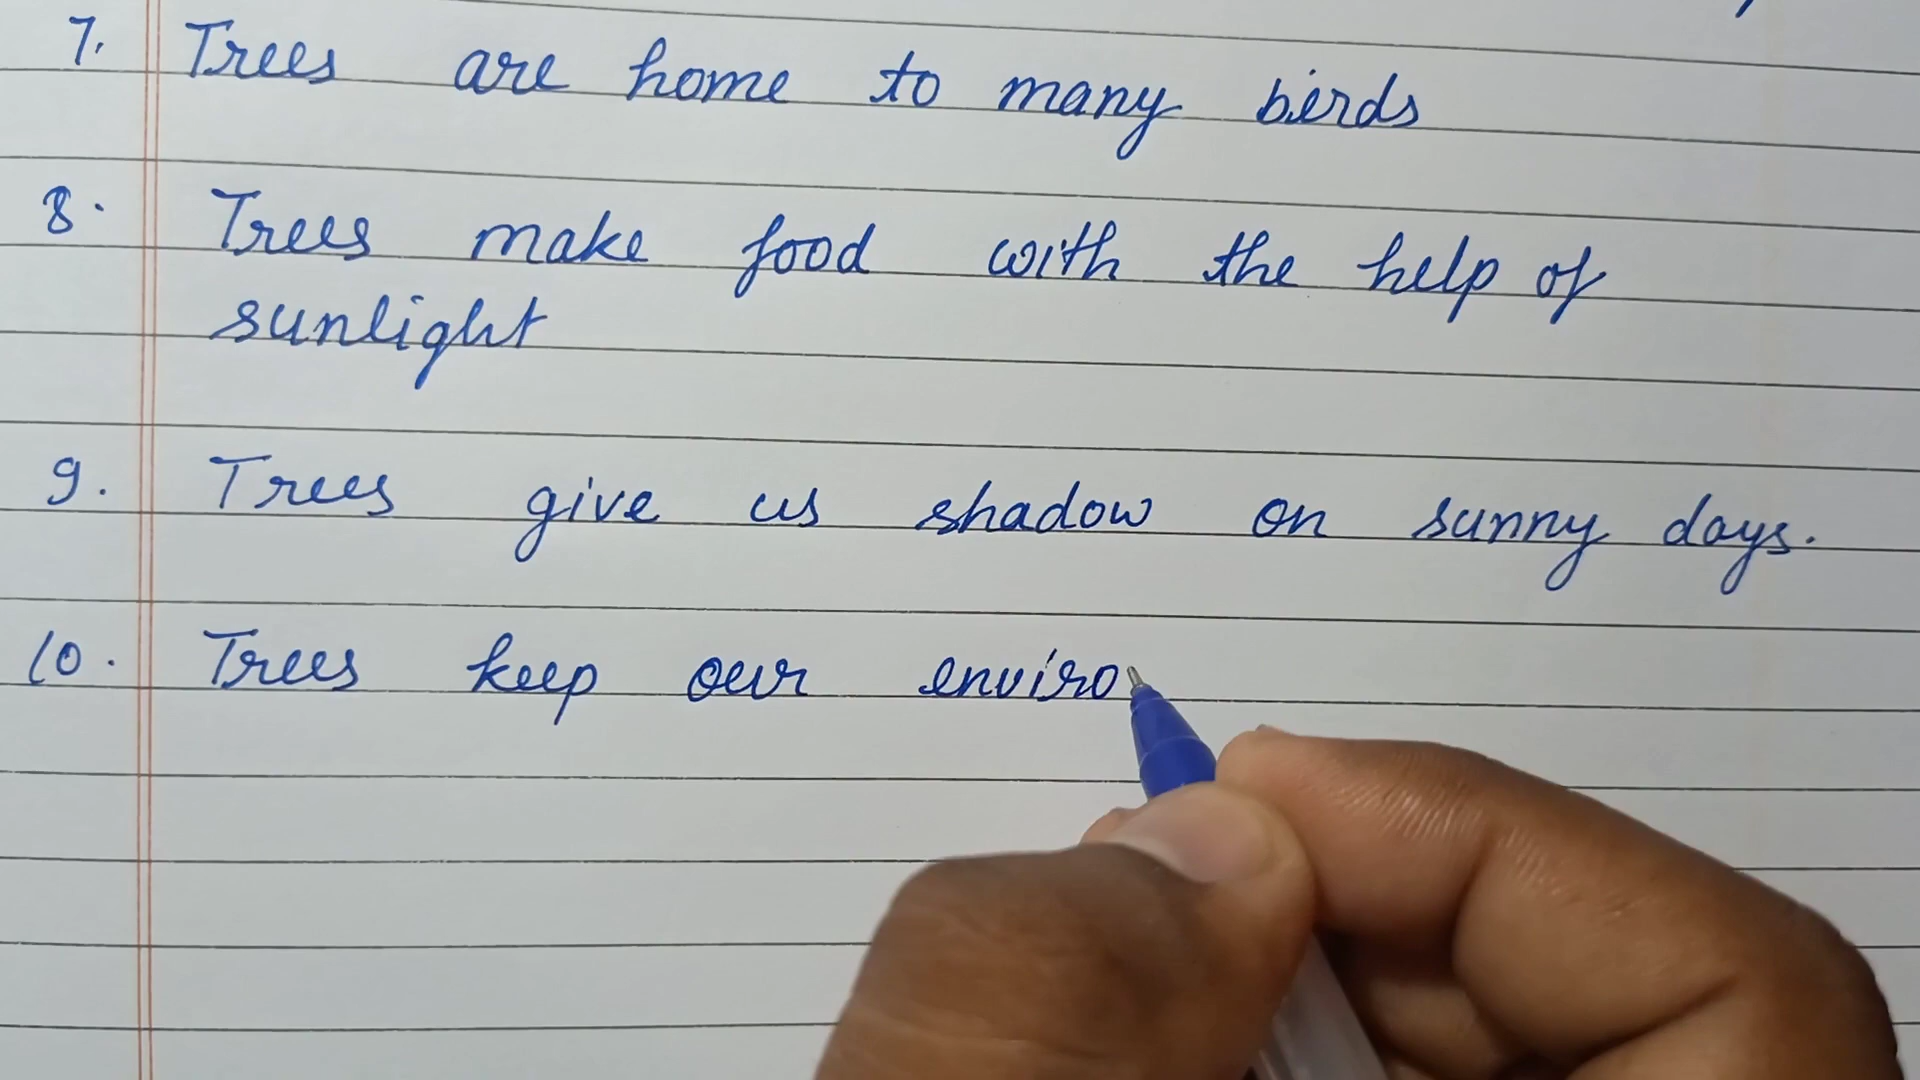 7. Trees are home to many birds
8. Trees make food with the help of
sunlight
9. Trees give us shadow on sunny days.
10. Trees keep our enviro